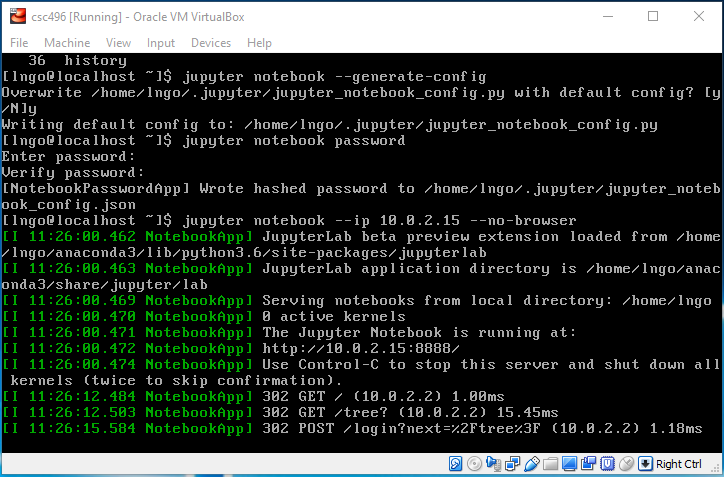 csc496 [Running] - Oracle VM VirtualBox
File Machine View Input Devices Help
36 history
[lngo@localhost ~]$ jupyter notebook --generate-config
Overwrite /home/lngo/.jupyter/jupyter_notebook_config.py with default config? [y
/N]y
Writing default config to: /home/lngo/.jupyter/jupyter_notebook_config.py
[lngo@localhost ~]$ jupyter notebook password
Enter password:
Verify password:
[NotebookPasswordApp] Wrote hashed password to /home/lngo/.jupyter/jupyter_noteb
ook_config.json
[lngo@localhost ~]$ jupyter notebook --ip 10.0.2.15 --no-browser
[I 11:26:00.462 NotebookApp] JupyterLab beta preview extension loaded from /home
/lngo/anaconda3/lib/python3.6/site-packages/jupyterlab
[I 11:26:00.463 NotebookApp] JupyterLab application directory is /home/lngo/anac
onda3/share/jupyter/lab
[I 11:26:00.469 NotebookApp] Serving notebooks from local directory: /home/lngo
[I 11:26:00.470 NotebookApp] 0 active kernels
[I 11:26:00.471 NotebookApp] The Jupyter Notebook is running at:
[I 11:26:00.472 NotebookApp] http://10.0.2.15:8888/
[I 11:26:00.474 NotebookApp] Use Control-C to stop this server and shut down all
kernels (twice to skip confirmation).
[I 11:26:12.484 NotebookApp] 302 GET / (10.0.2.2) 1.00ms
[I 11:26:12.503 NotebookApp] 302 GET /tree? (10.0.2.2) 15.45ms
[I 11:26:15.584 NotebookApp] 302 POST /login?next=%2Ftree%3F (10.0.2.2) 1.18ms
Right Ctrl